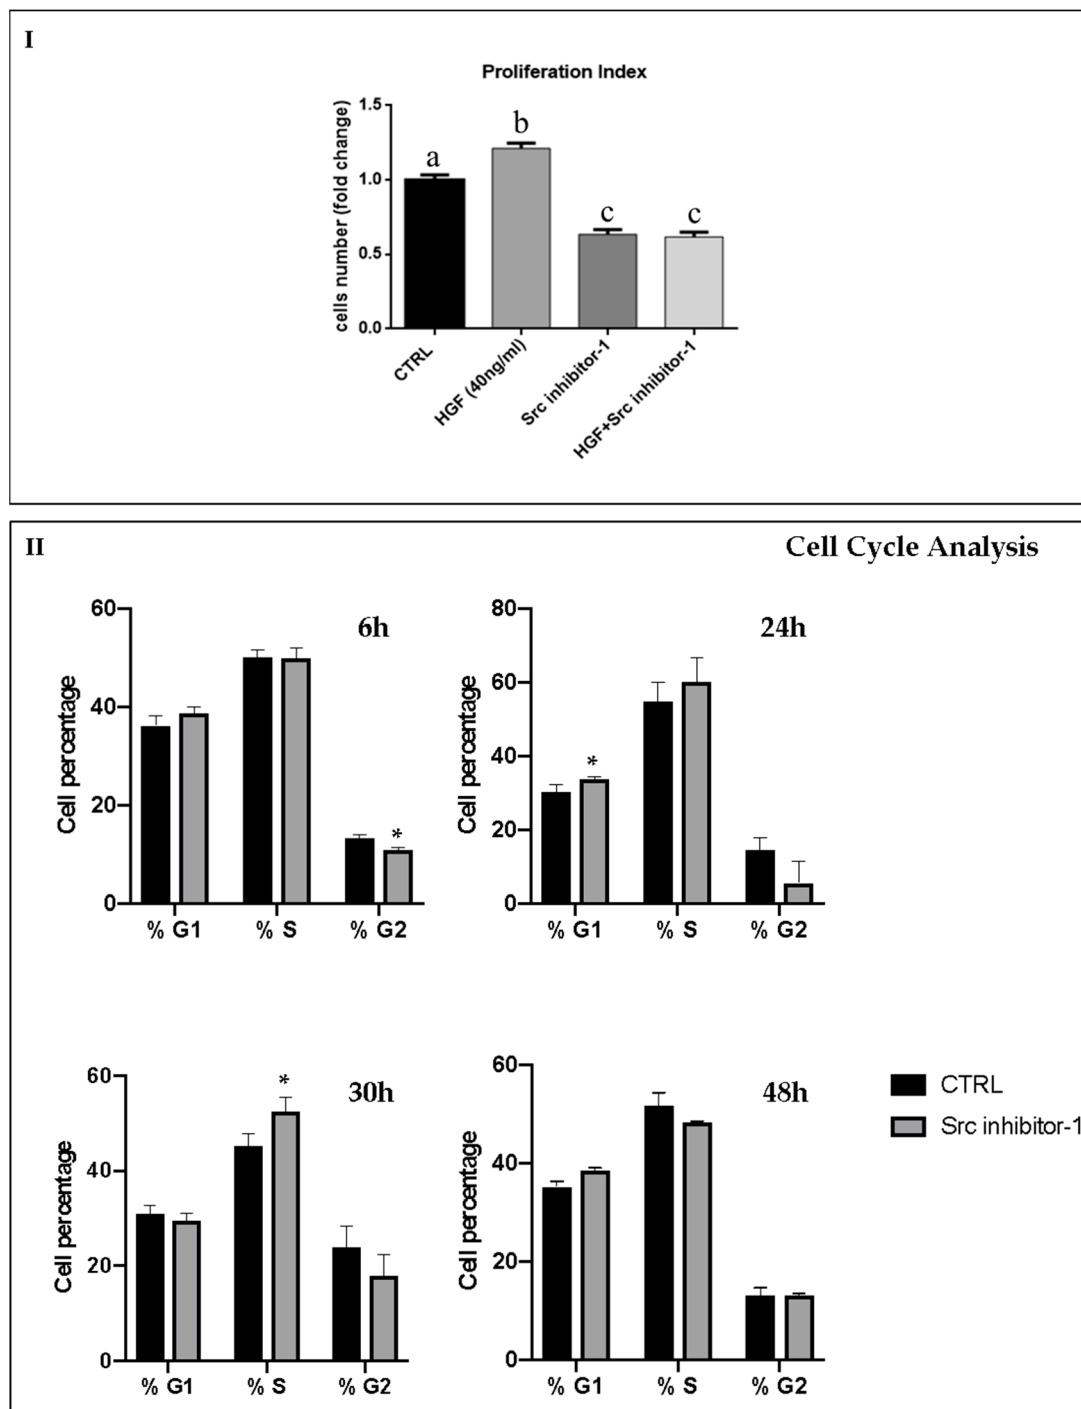 I
Proliferation Index
cells number (fold change)
1.5
1.0
0.5
0.0
a
b
c
c
CTRL
HGF (40ng/ml)
Src inhibitor-1
HGF+Src inhibitor-1
II
Cell Cycle Analysis
6h
Cell percentage
60
40
20
0
*
% G1
% S
% G2
24h
Cell percentage
80
60
40
20
0
*
% G1
% S
% G2
30h
Cell percentage
60
40
20
0
*
% G1
% S
% G2
48h
Cell percentage
60
40
20
0
% G1
% S
% G2
CTRL
Src inhibitor-1